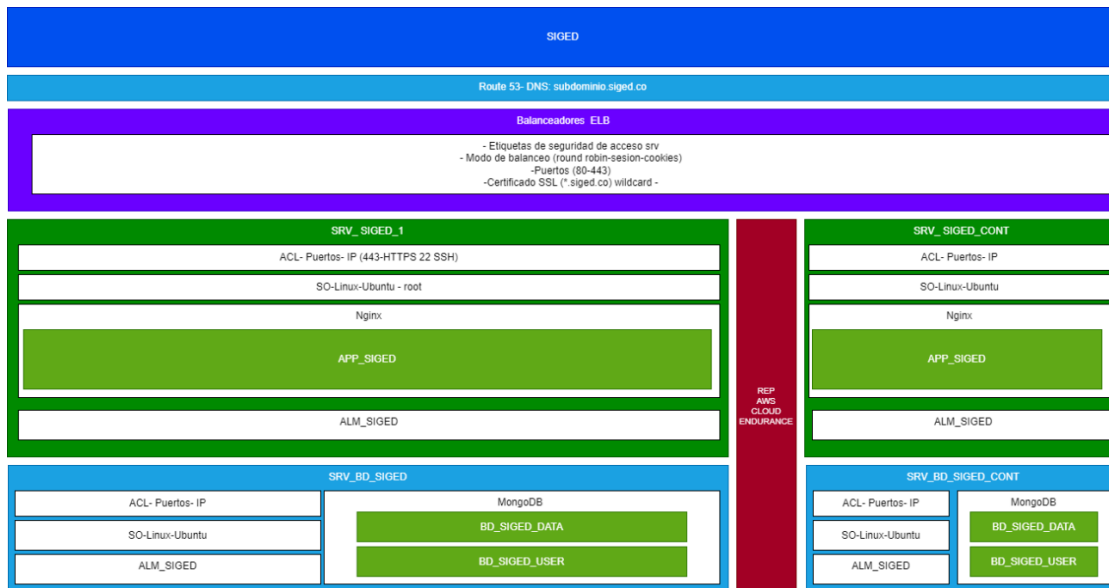 SIGED
Route 53- DNS: subdominio.siged.co
Balanceadores ELB
- Etiquetas de seguridad de acceso srv
- Modo de balanceo (round robin-sesion-cookies)
-Puertos (80-443)
-Certificado SSL (*.siged.co) wildcard -
SRV_ SIGED_1
ACL- Puertos- IP (443-HTTPS 22 SSH)
SO-Linux-Ubuntu - root
Nginx
APP_SIGED
ALM_SIGED
REP
AWS
CLOUD
ENDURANCE
SRV_ SIGED_CONT
ACL- Puertos- IP
SO-Linux-Ubuntu
Nginx
APP_SIGED
ALM_SIGED
SRV_BD_SIGED
ACL- Puertos- IP
SO-Linux-Ubuntu
ALM_SIGED
MongoDB
BD_SIGED_DATA
BD_SIGED_USER
SRV_BD_SIGED_CONT
ACL- Puertos- IP
SO-Linux-Ubuntu
ALM_SIGED
MongoDB
BD_SIGED_DATA
BD_SIGED_USER